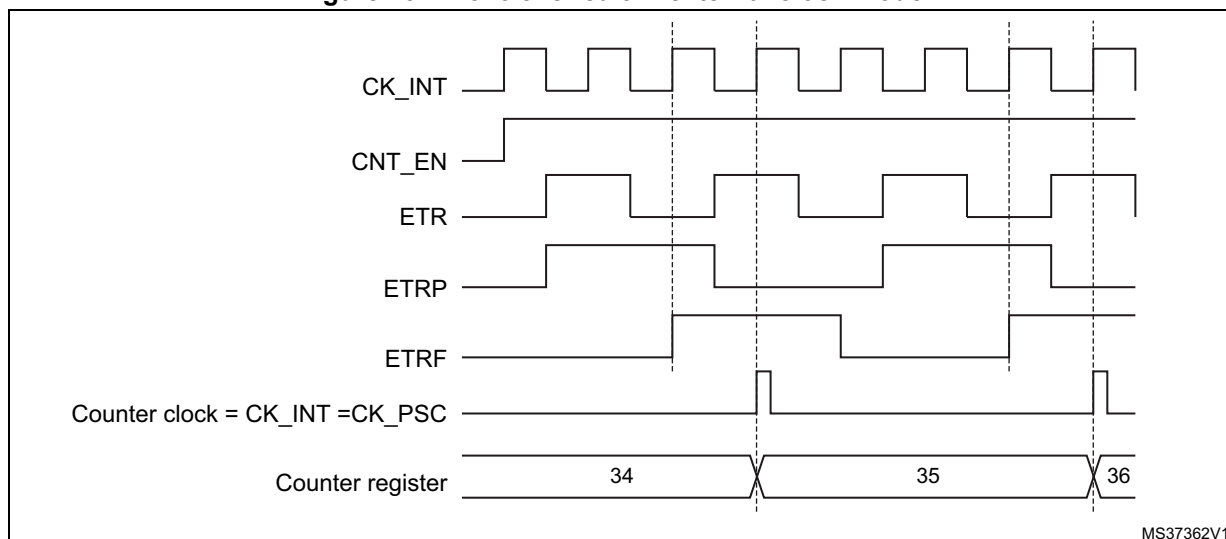 CK_INT
CNT_EN
ETR
ETRP
ETRF
Counter clock = CK_INT =CK_PSC
Counter register 34 35 36
MS37362V1